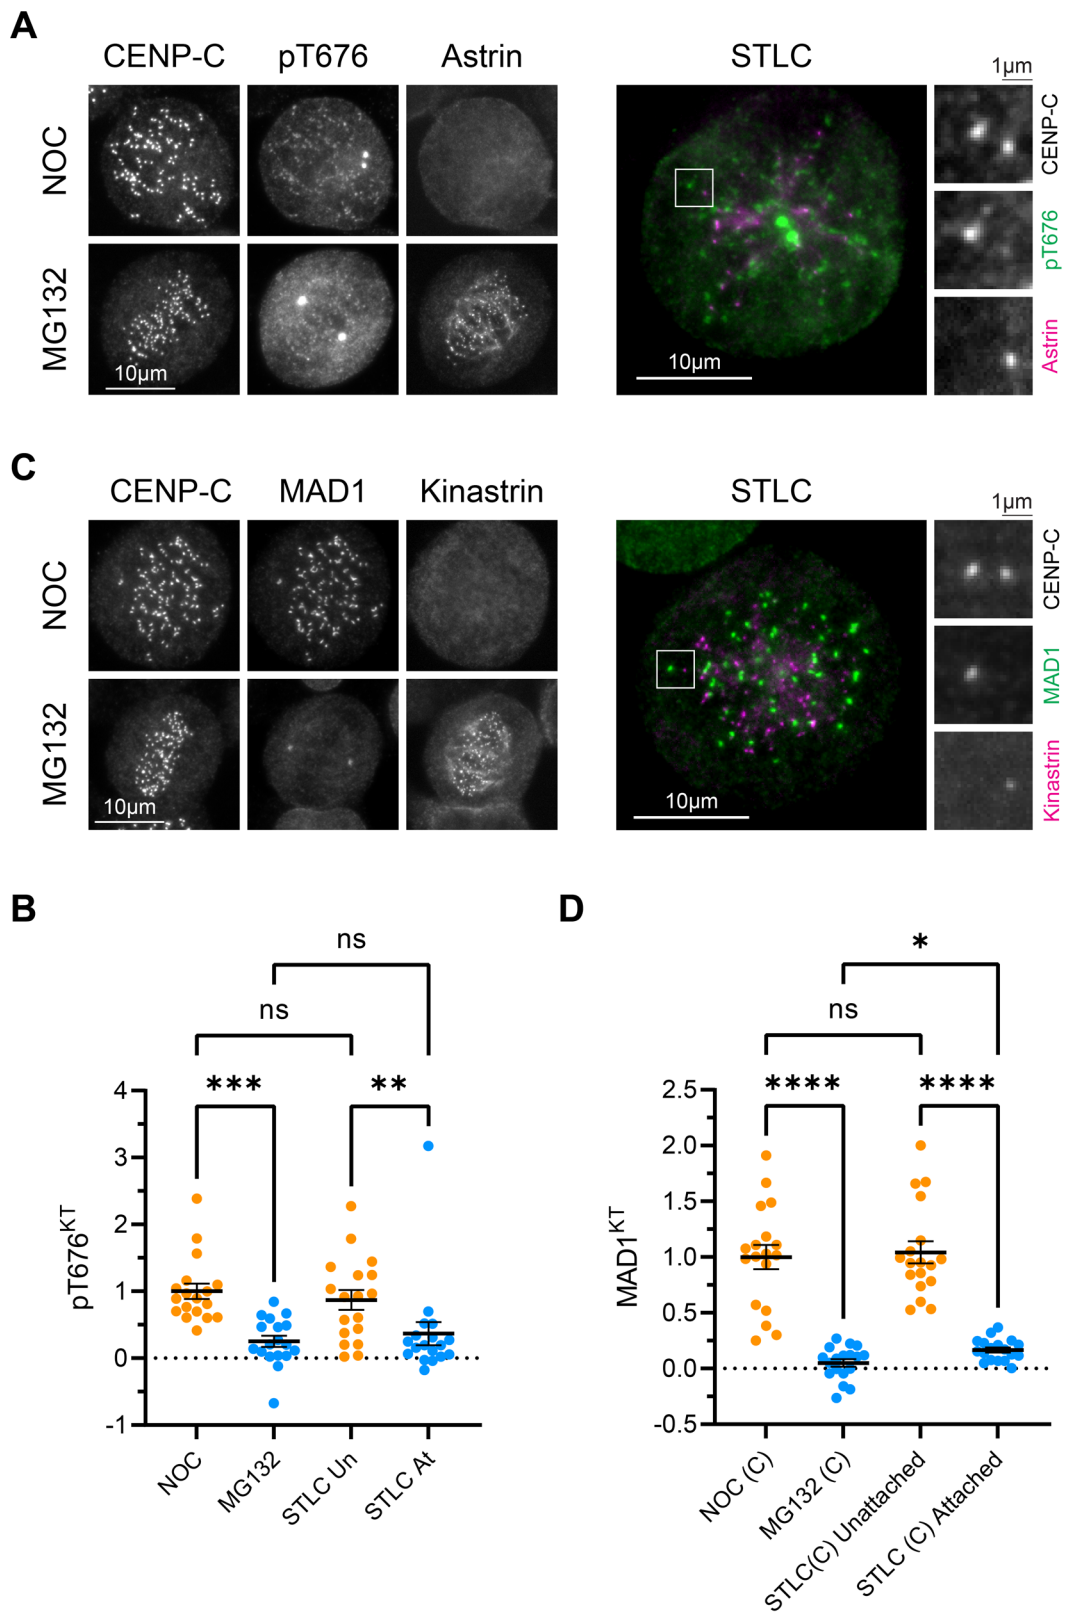 A
CENP-C pT676 Astrin STLC
1µm
NOC
MG132
10µm
10µm
CENP-C
pT676
Astrin
C
CENP-C MAD1 Kinastrin STLC
1µm
NOC
MG132
10µm
10µm
CENP-C
MAD1
Kinastrin
B
ns
ns
*** **
pT676KT
4
3
2
1
0
-1
NOC
MG132
STLC Un
STLC At
D
*
ns
**** ****
MAD1KT
2.5
2.0
1.5
1.0
0.5
0.0
-0.5
NOC (C)
MG132 (C)
STLC(C) Unattached
STLC (C) Attached